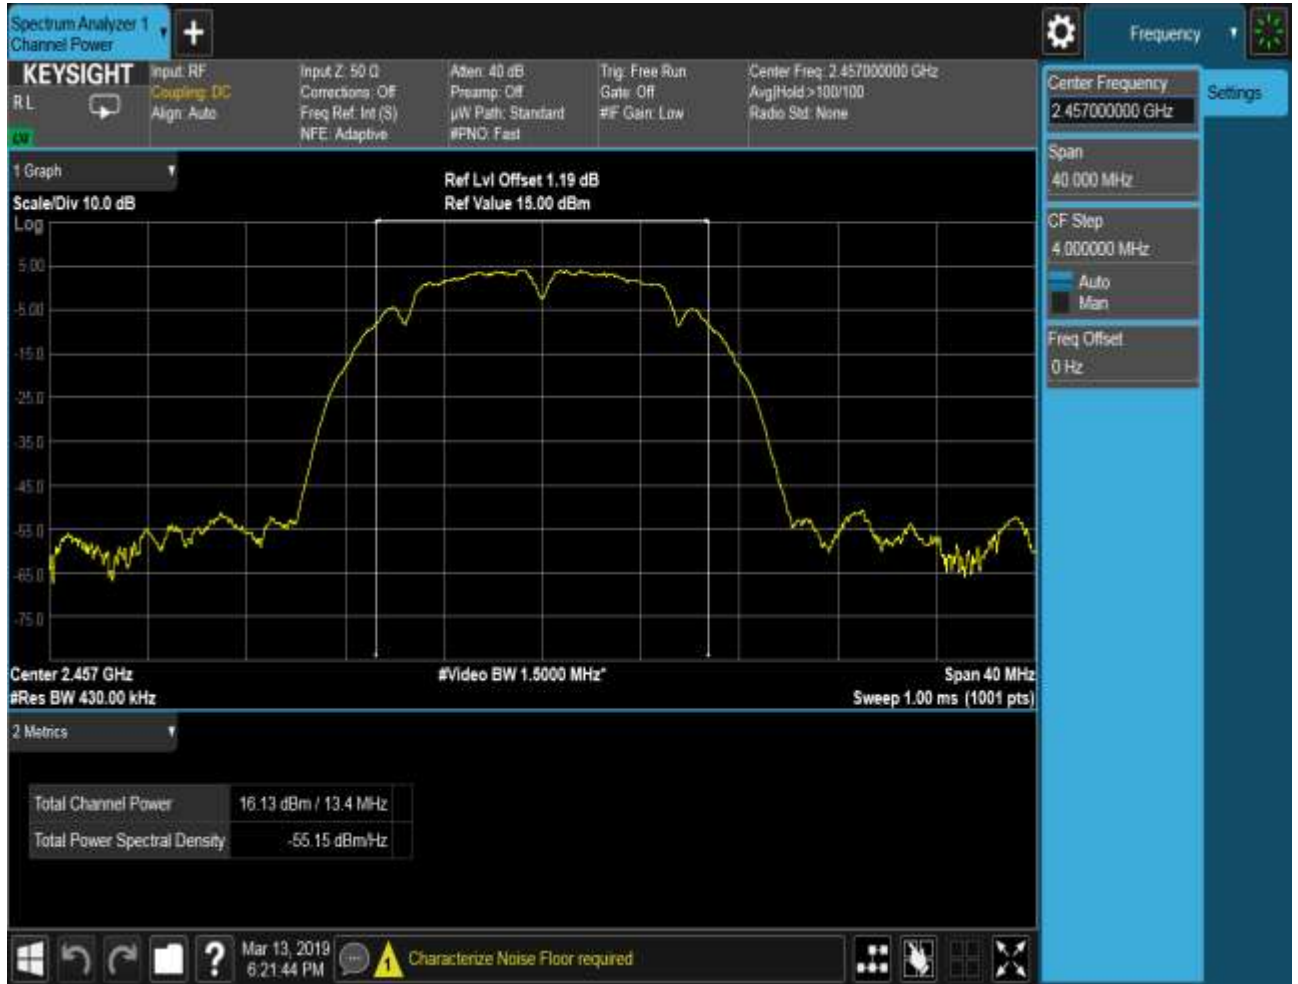 Spectrum Analyzer 1
Channel Power
Frequency
KEYSIGHT
Input: RF
Coupling: DC
Align: Auto
Input Z: 50 Ω
Corrections: Off
Freq Ref: Int (S)
NFE: Adaptive
Atten: 40 dB
Preamp: Off
µW Path: Standard
#PNO: Fast
Trig: Free Run
Gate: Off
#IF Gain: Low
Center Freq: 2.457000000 GHz
Avg|Hold:>100/100
Radio Std: None
R L
Center Frequency
2.457000000 GHz
Settings
Span
40.000 MHz
CF Step
4.000000 MHz
Auto
Man
Freq Offset
0 Hz
1 Graph
Ref Lvl Offset 1.19 dB
Scale/Div 10.0 dB
Ref Value 15.00 dBm
Log
5.00
-5.00
-15.0
-25.0
-35.0
-45.0
-55.0
-65.0
-75.0
Center 2.457 GHz
#Video BW 1.5000 MHz*
Span 40 MHz
#Res BW 430.00 kHz
Sweep 1.00 ms (1001 pts)
2 Metrics
Total Channel Power
16.13 dBm / 13.4 MHz
Total Power Spectral Density
-55.15 dBm/Hz
?
Mar 13, 2019
6:21:44 PM
1
Characterize Noise Floor required